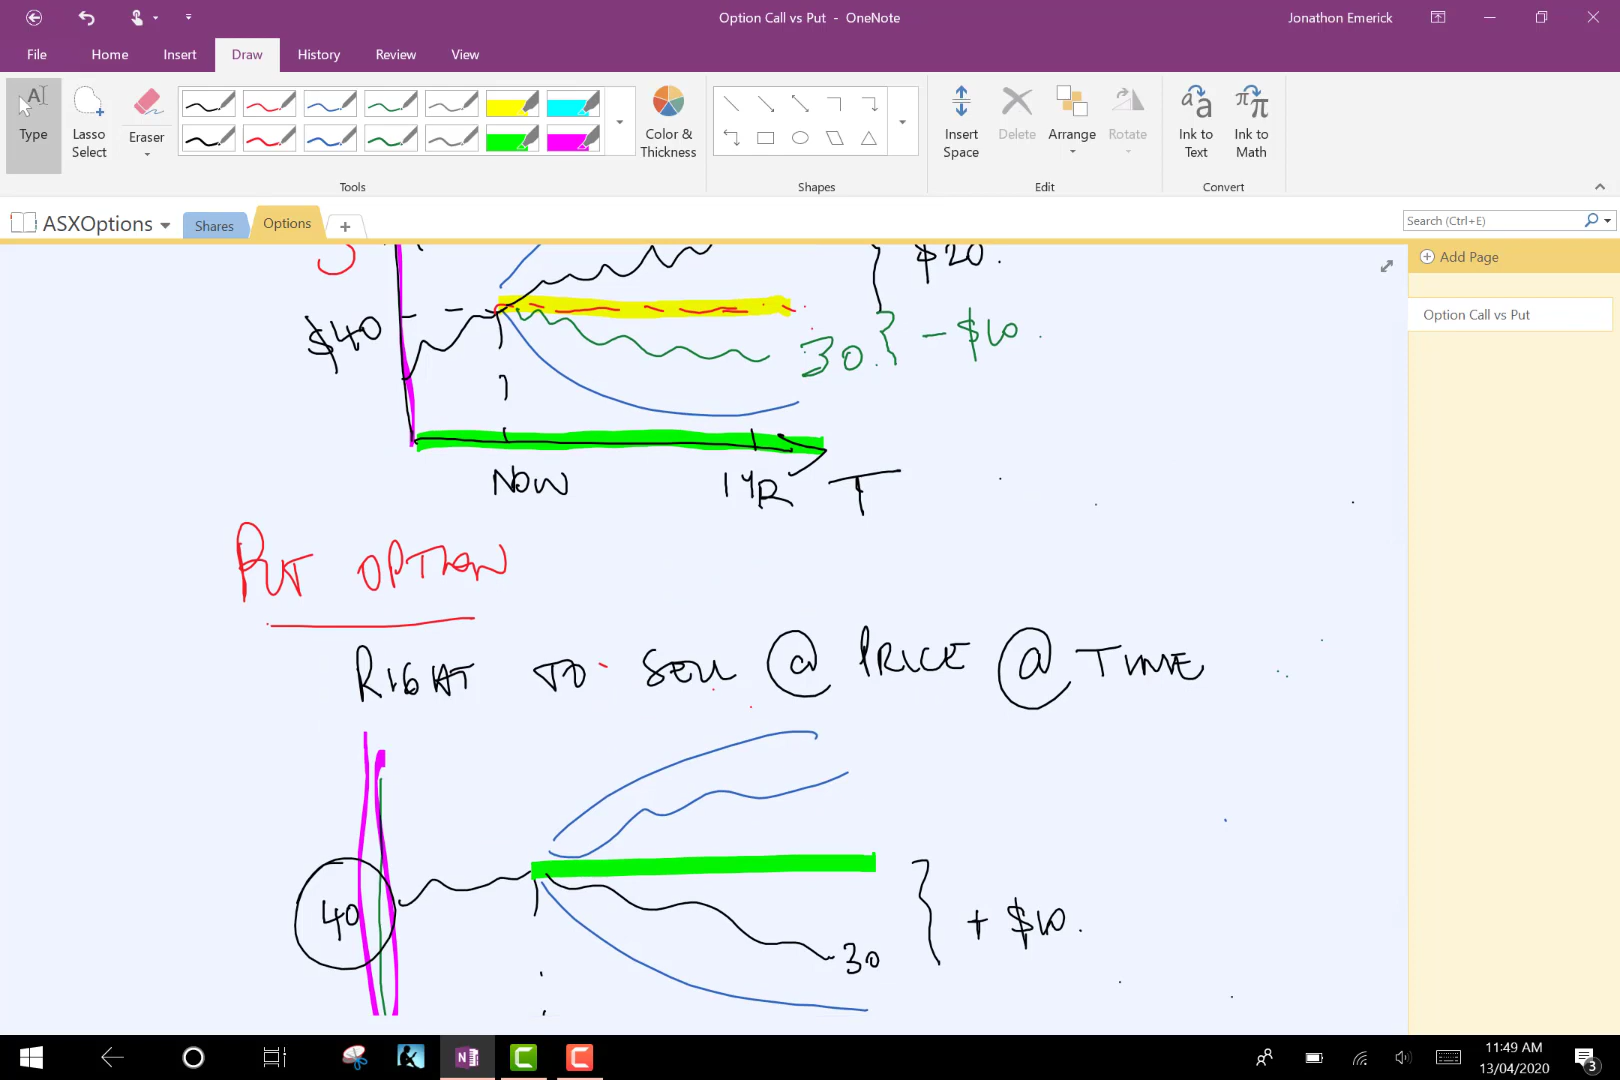 Option Call vs Put - OneNote
Jonathon Emerick
File Home Insert Draw History Review View
Type
Lasso Select
Eraser
Color & Thickness
Insert Space
Delete
Arrange
Rotate
Ink to Text
Ink to Math
Tools
Shapes
Edit
Convert
ASXOptions
Shares
Options
Search (Ctrl+E)
Add Page
Option Call vs Put
$20.
$40
30.
- $10
NOW
1YR
T
PUT OPTION
RIGHT TO SELL @ PRICE @ TIME
40
30
+ $10.
11:49 AM
13/04/2020
3